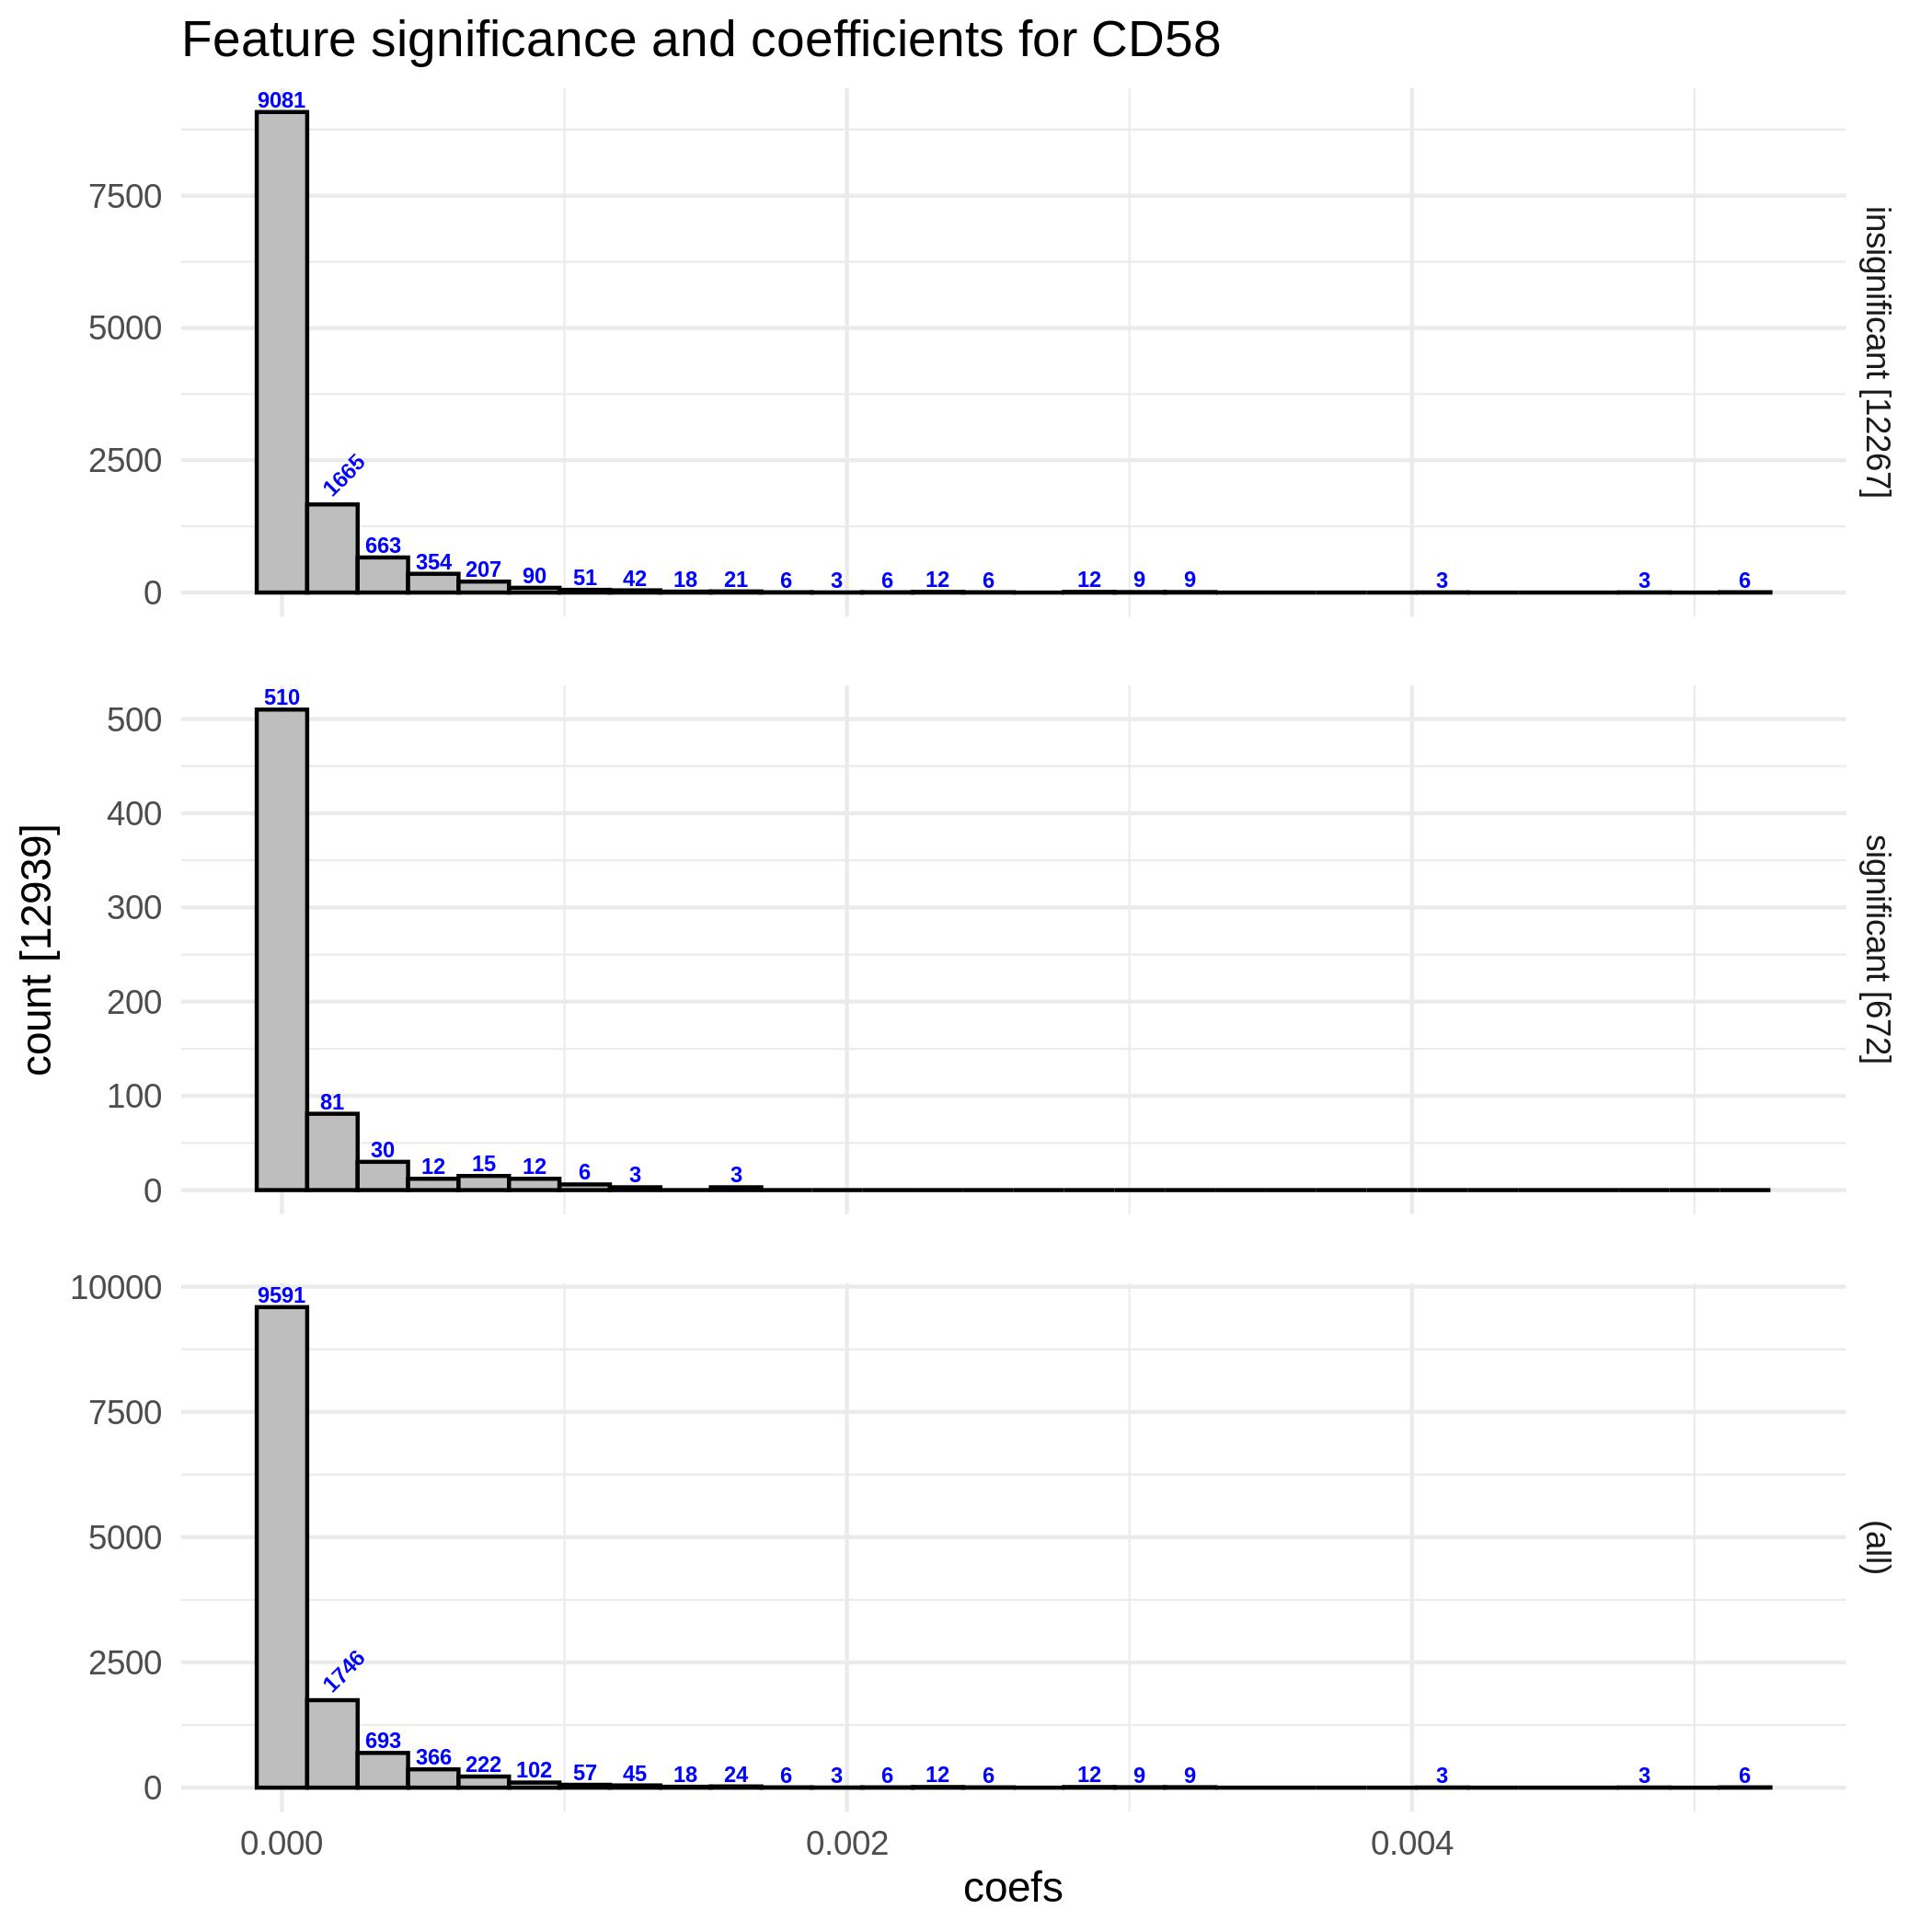 Feature significance and coefficients for CD58
9081
7500
5000
2500
0
1665
663 354 207 90 51 42 18 21 6 3 6 12 6 12 9 9 3 3 6
insignificant [12267]
510
500
400
300
200
100
0
81
30 12 15 12 6 3 3
significant [672]
count [12939]
10000
9591
7500
5000
2500
0
1746
693 366 222 102 57 45 18 24 6 3 6 12 6 12 9 9 3 3 6
(all)
0.000 0.002 0.004
coefs